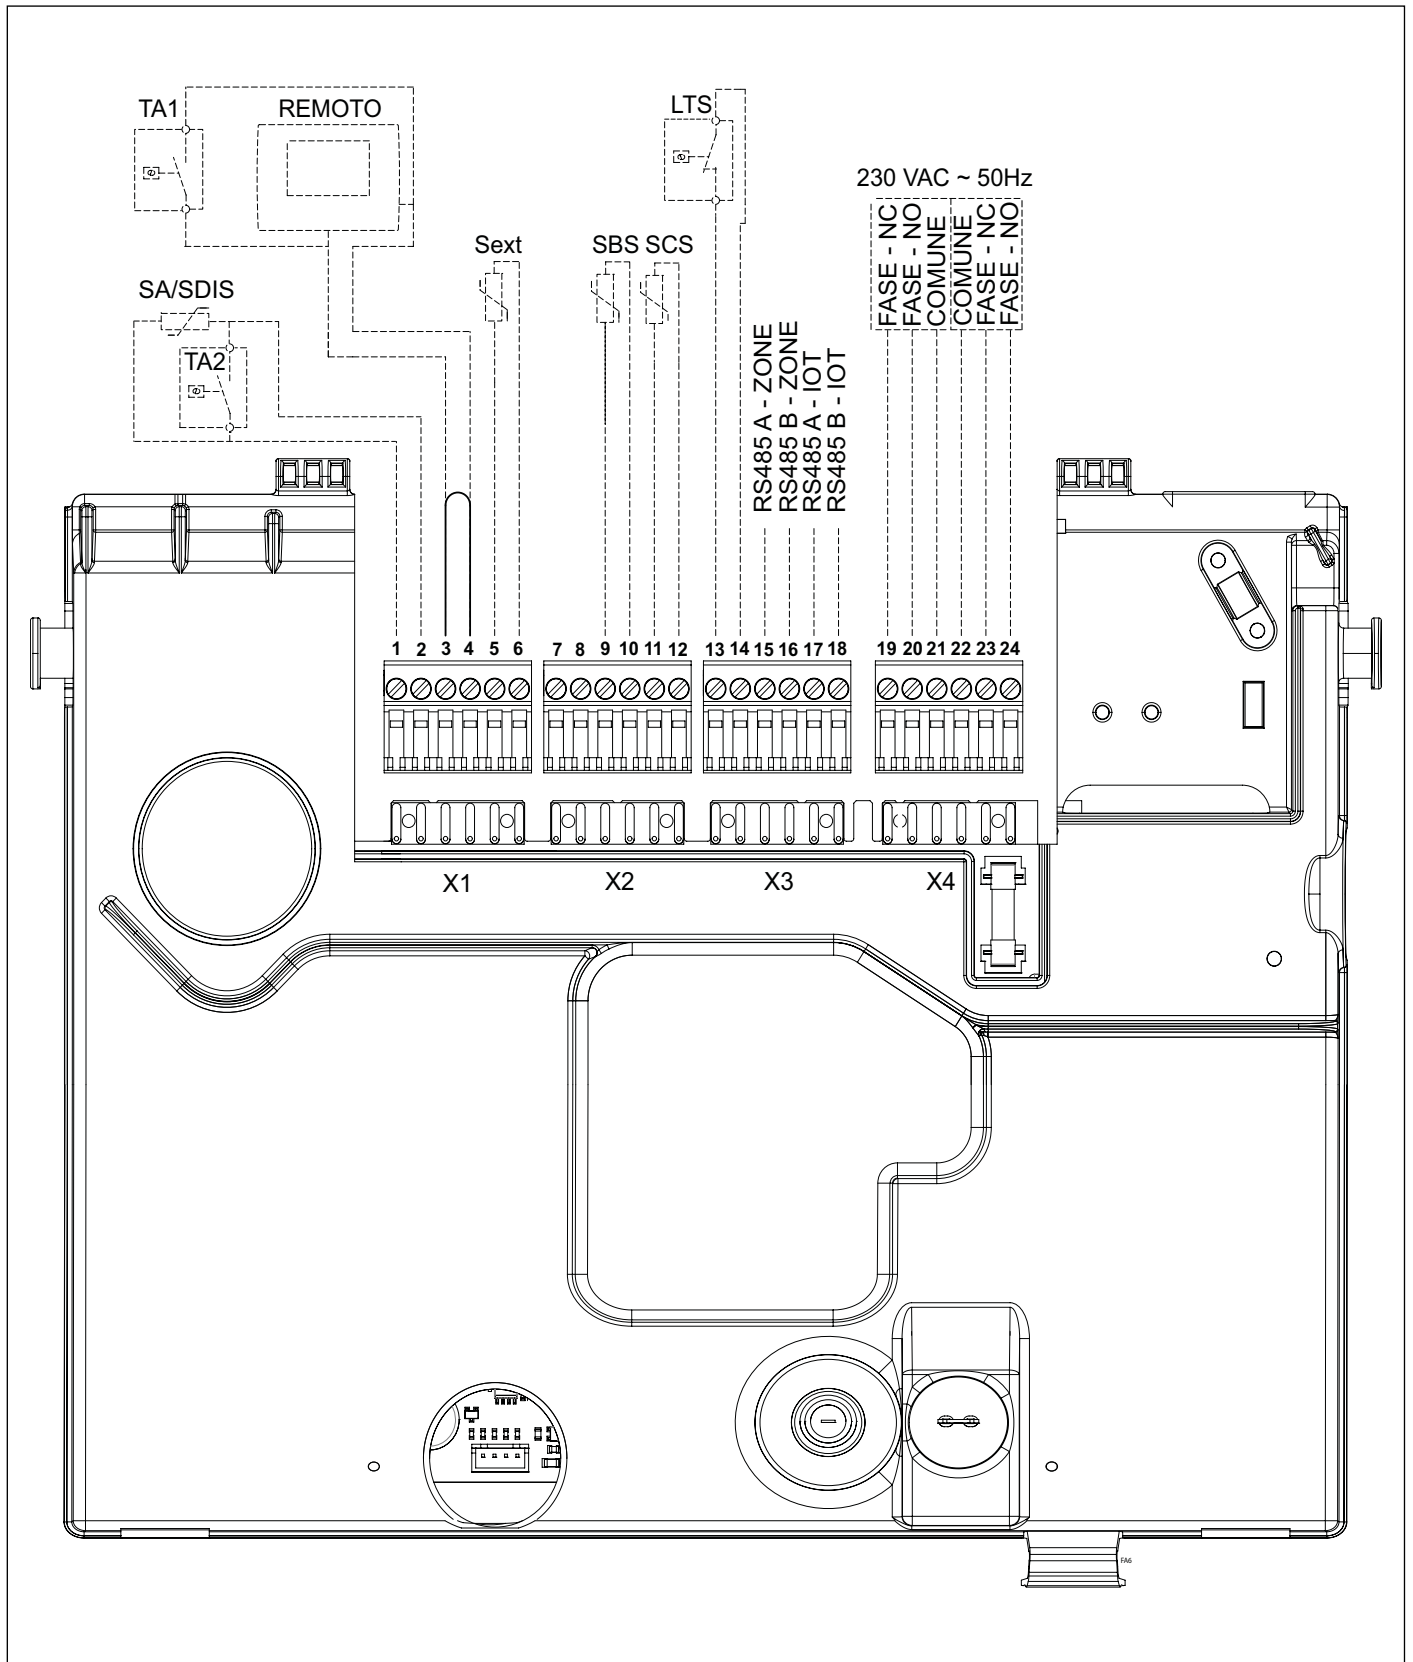 TA1
REMOTO
LTS
230 VAC ~ 50Hz
FASE - NC
FASE - NO
COMUNE
COMUNE
FASE - NC
FASE - NO
Sext
SBS
SCS
SA/SDIS
TA2
RS485 A - ZONE
RS485 B - ZONE
RS485 A - IOT
RS485 B - IOT
1 2 3 4 5 6
7 8 9 10 11 12
13 14 15 16 17 18
19 20 21 22 23 24
X1
X2
X3
X4
FA6